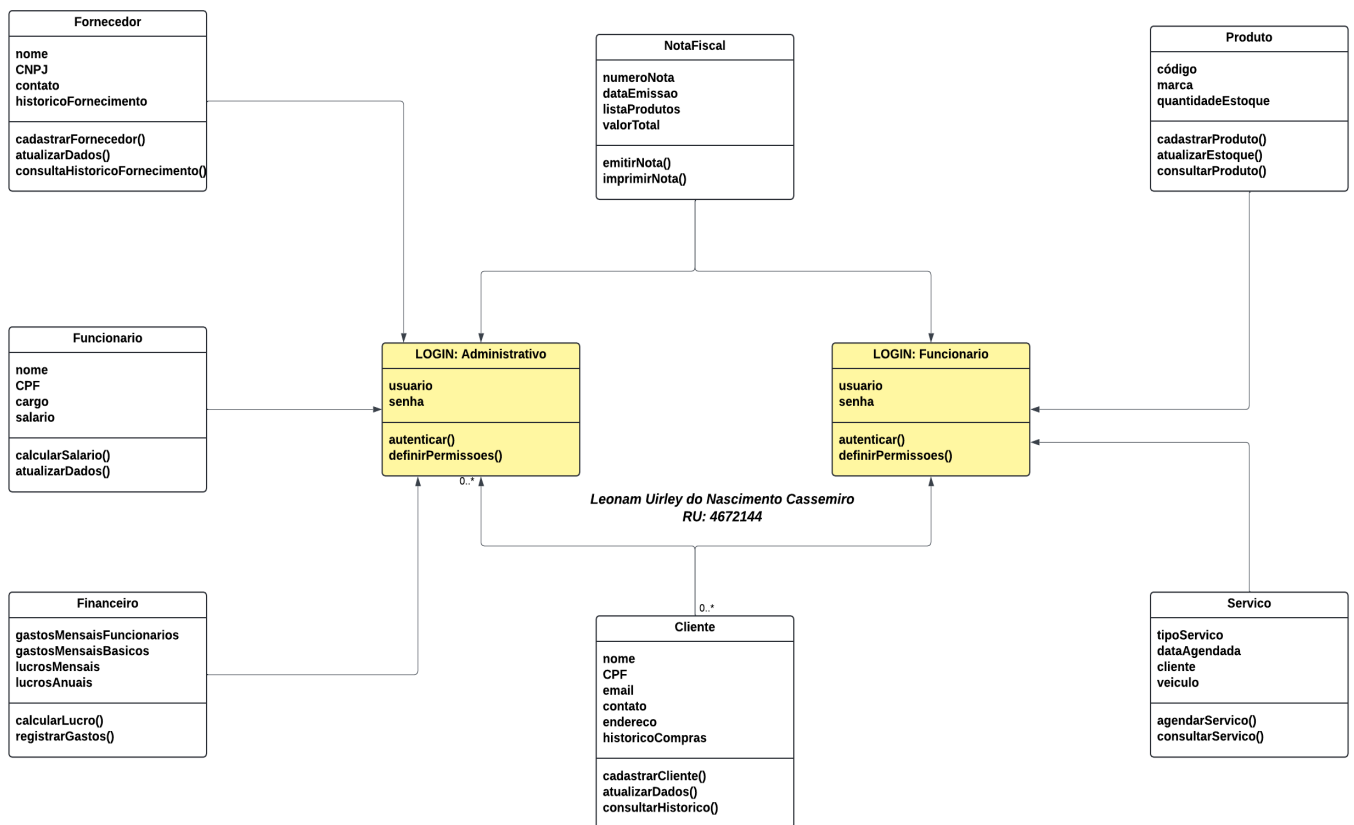 Fornecedor
nome
CNPJ
contato
historicoFornecimento
cadastrarFornecedor()
atualizarDados()
consultaHistoricoFornecimento()
NotaFiscal
numeroNota
dataEmissao
listaProdutos
valorTotal
emitirNota()
imprimirNota()
Produto
código
marca
quantidadeEstoque
cadastrarProduto()
atualizarEstoque()
consultarProduto()
Funcionario
nome
CPF
cargo
salario
calcularSalario()
atualizarDados()
LOGIN: Administrativo
usuario
senha
autenticar()
definirPermissoes()
0..*
LOGIN: Funcionario
usuario
senha
autenticar()
definirPermissoes()
Leonam Uirley do Nascimento Cassemiro
RU: 4672144
Financeiro
gastosMensaisFuncionarios
gastosMensaisBasicos
lucrosMensais
lucrosAnuais
calcularLucro()
registrarGastos()
0..*
Cliente
nome
CPF
email
contato
endereco
historicoCompras
cadastrarCliente()
atualizarDados()
consultarHistorico()
Servico
tipoServico
dataAgendada
cliente
veiculo
agendarServico()
consultarServico()